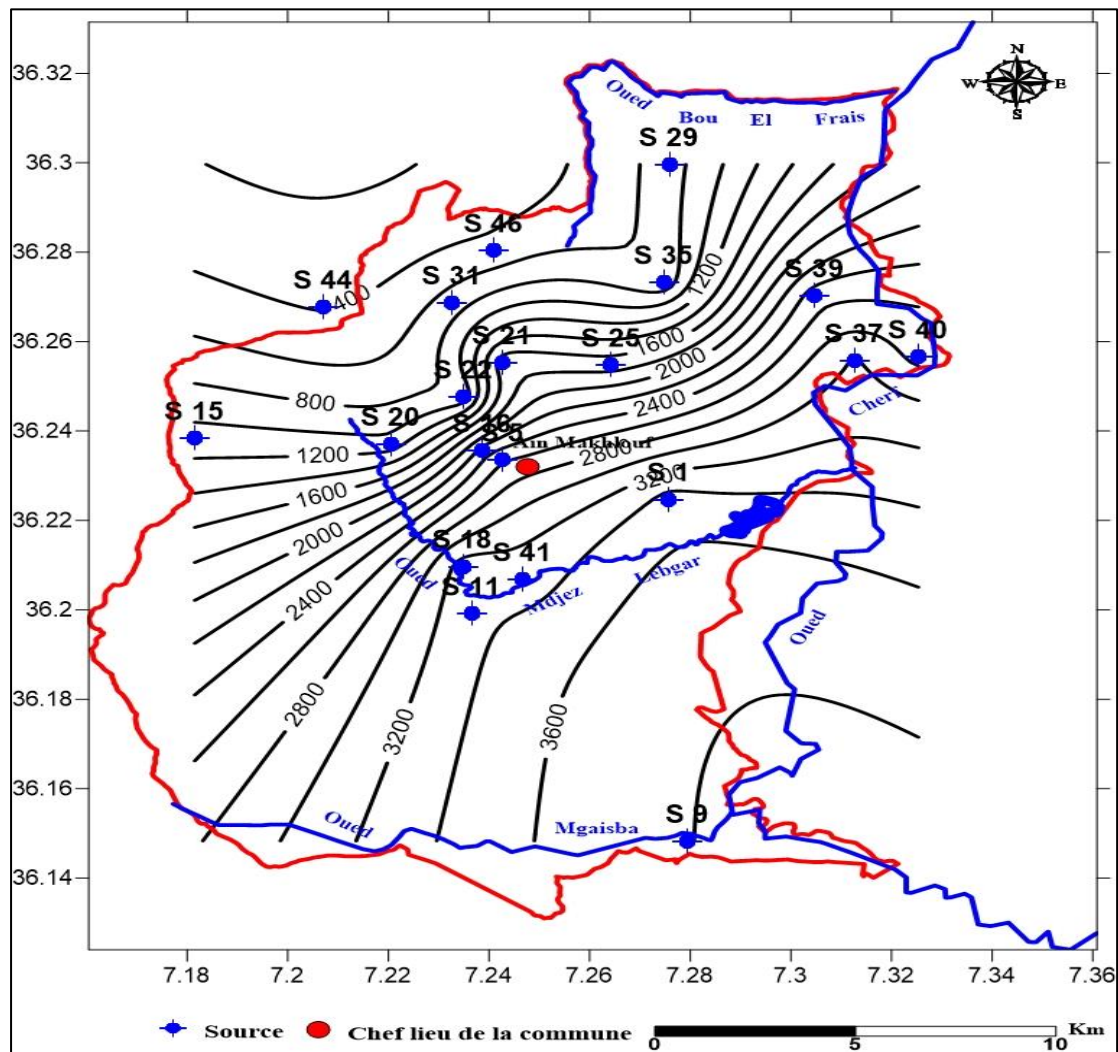 N
W E
S
36.32
Oued
Bou El Frais
S 29
36.3
S 46
36.28
S 35
S 44
S 31
S 39
1200
400
36.26
S 21
S 25
1600
S 37
S 40
2000
S 22
800
2400
Cheri
S 15
S 20
36.24
S 16
S 5
Ain Makhlouf
1200
2800
S 1
3200
1600
36.22
2000
S 18
S 41
Oued
Lebgar
2400
S 11
Mdjez
36.2
Oued
36.18
2800
3200
3600
36.16
S 9
Oued
Mgaisba
36.14
7.18 7.2 7.22 7.24 7.26 7.28 7.3 7.32 7.34 7.36
Source
Chef lieu de la commune
Km
0 5 10